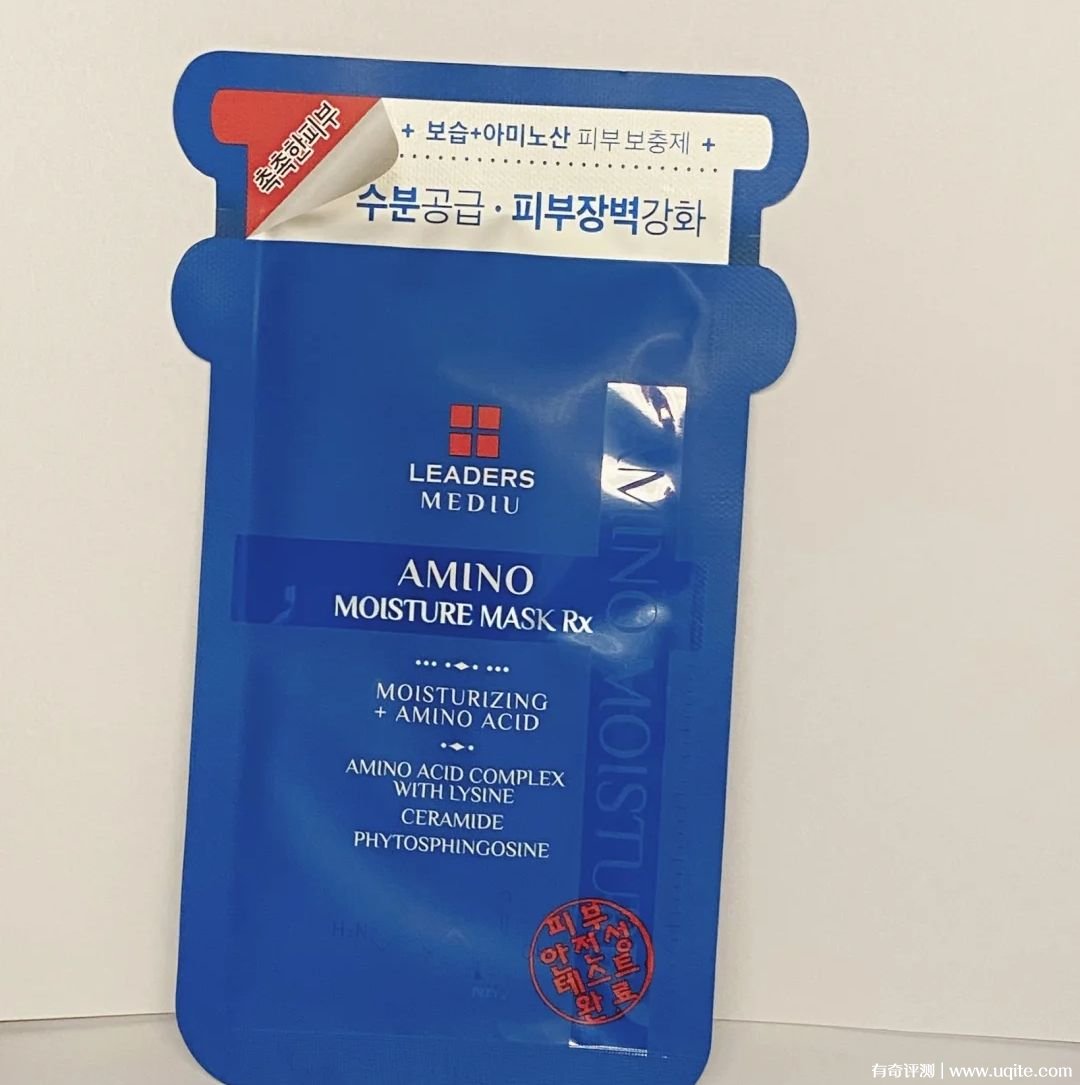 촉촉한피부
+ 보습+아미노산 피부 보충제 +
수분공급 · 피부장벽강화
LEADERS
MEDIU
AMINO
MOISTURE MASK Rx
MOISTURIZING
+ AMINO ACID
AMINO ACID COMPLEX
WITH LYSINE
CERAMIDE
PHYTOSPHINGOSINE
AMINO MOISTU
피부
안전성
테스트
완료
有奇评测 | www.uqite.com